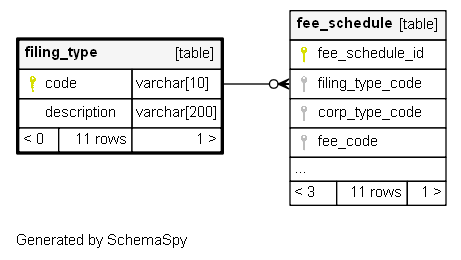 filing_type [table]
code varchar[10]
description varchar[200]
< 0 11 rows 1 >
fee_schedule [table]
fee_schedule_id
filing_type_code
corp_type_code
fee_code
...
< 3 11 rows 1 >
Generated by SchemaSpy